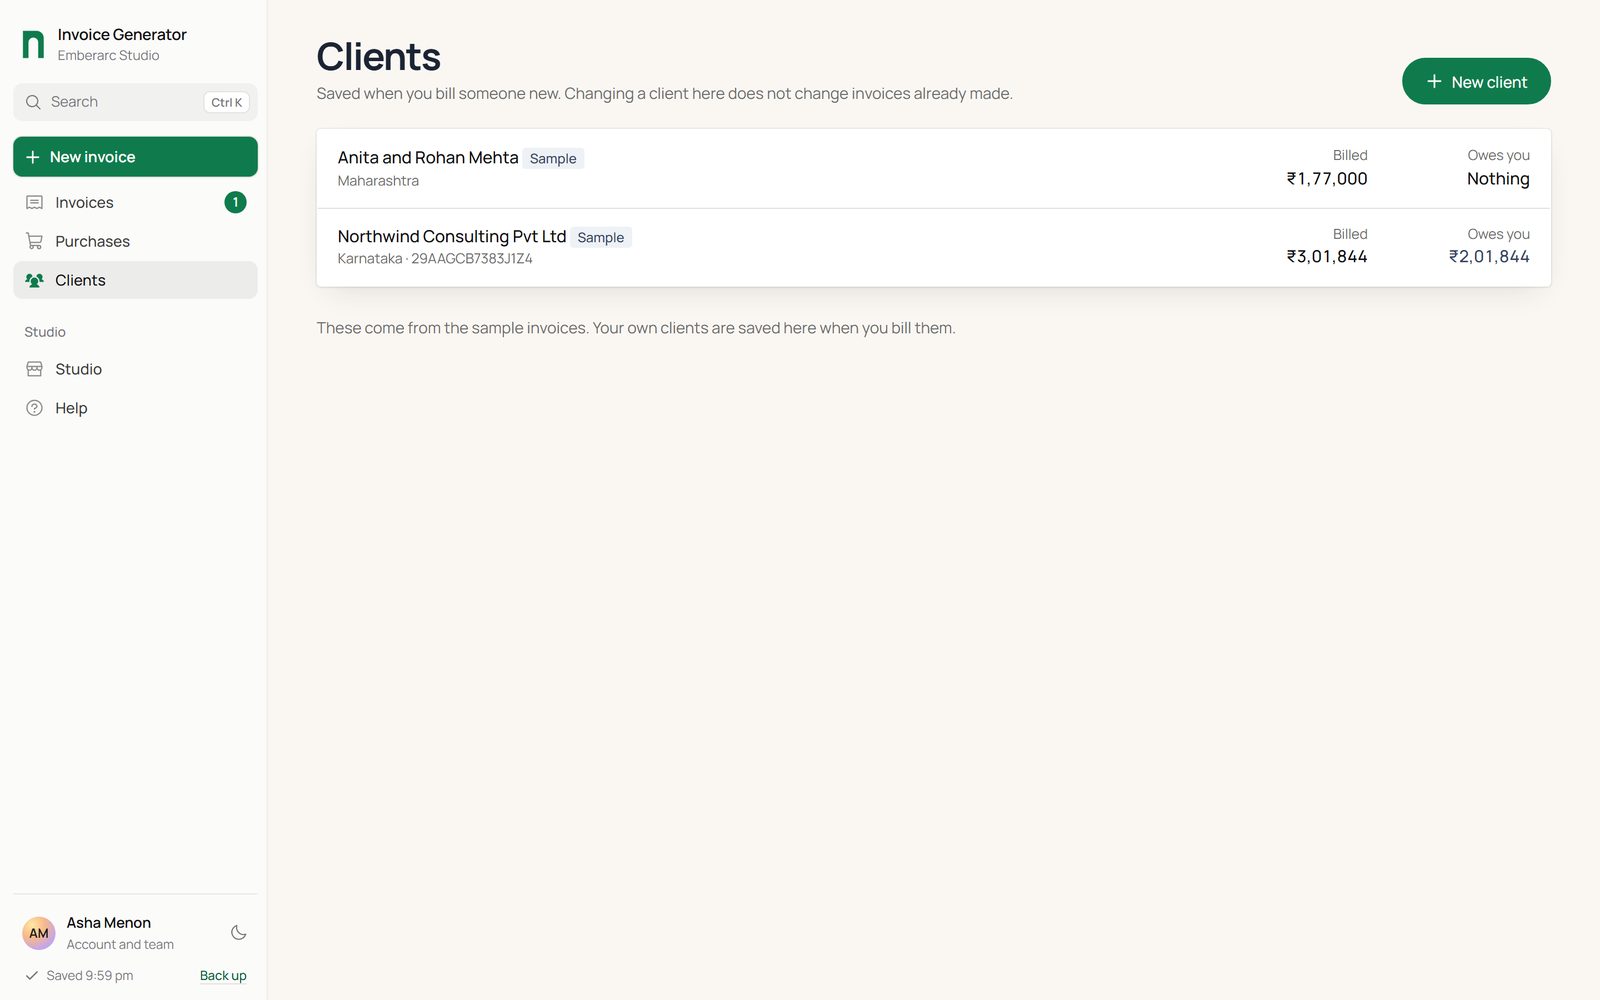 Invoice Generator
Emberarc Studio
Search Ctrl K
New invoice
Invoices 1
Purchases
Clients
Studio
Studio
Help
AM
Asha Menon
Account and team
Saved 9:59 pm Back up
Clients
Saved when you bill someone new. Changing a client here does not change invoices already made.
New client
Anita and Rohan Mehta Sample
Maharashtra
Billed
₹1,77,000
Owes you
Nothing
Northwind Consulting Pvt Ltd Sample
Karnataka · 29AAGCB7383J1Z4
Billed
₹3,01,844
Owes you
₹2,01,844
These come from the sample invoices. Your own clients are saved here when you bill them.